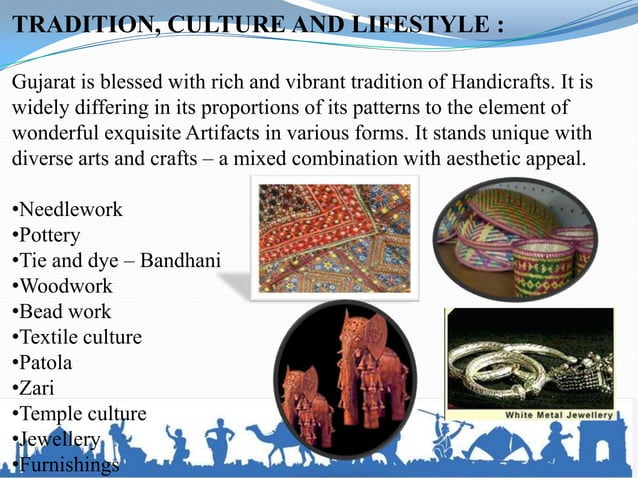 TRADITION, CULTURE AND LIFESTYLE :
Gujarat is blessed with rich and vibrant tradition of Handicrafts. It is
widely differing in its proportions of its patterns to the element of
wonderful exquisite Artifacts in various forms. It stands unique with
diverse arts and crafts – a mixed combination with aesthetic appeal.
•Needlework
•Pottery
•Tie and dye – Bandhani
•Woodwork
•Bead work
•Textile culture
•Patola
•Zari
•Temple culture
•Jewellery
•Furnishings
White Metal Jewellery